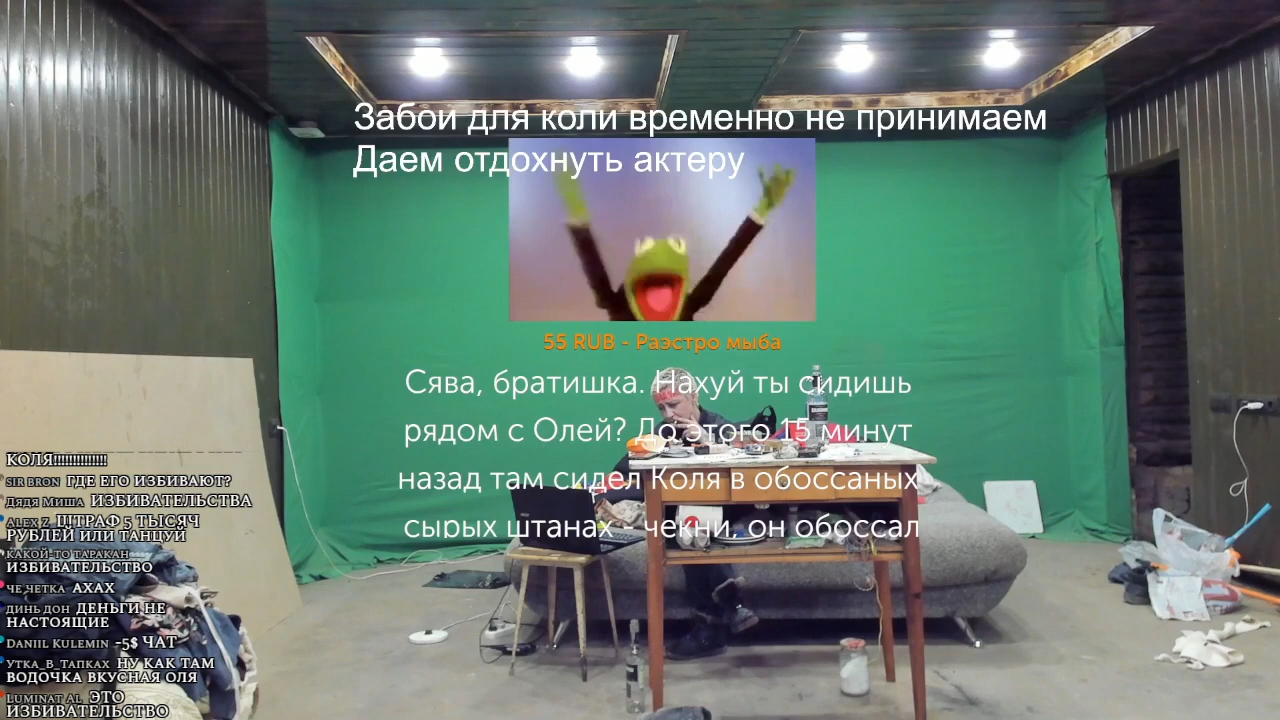 Забои для коли временно не принимаем
Даем отдохнуть актеру
55 RUB - Раэстро мыба
Сява, братишка. Нахуй ты сидишь
рядом с Олей? До этого 15 минут
назад там сидел Коля в обоссаных
сырых штанах - чекни, он обоссал
КОЛЯ!!!!!!!!!!!!!!!
SIR BRON ГДЕ ЕГО ИЗБИВАЮТ?
ДЯДЯ МИША ИЗБИВАТЕЛЬСТВА
ALEX Z ШТРАФ 5 ТЫСЯЧ
РУБЛЕЙ ИЛИ ТАНЦУЙ
КАКОЙ-ТО ТАРАКАН
ИЗБИВАТЕЛЬСТВО
ЧЕ,ЧЕТКА АХАХ
ДИНЬ ДОН ДЕНЬГИ НЕ
НАСТОЯЩИЕ
DANIIL KULEMIN -5$ ЧАТ
УТКА_В_ТАПКАХ НУ КАК ТАМ
ВОДОЧКА ВКУСНАЯ ОЛЯ
LUMINAT AL ЭТО
ИЗБИВАТЕЛЬСТВО